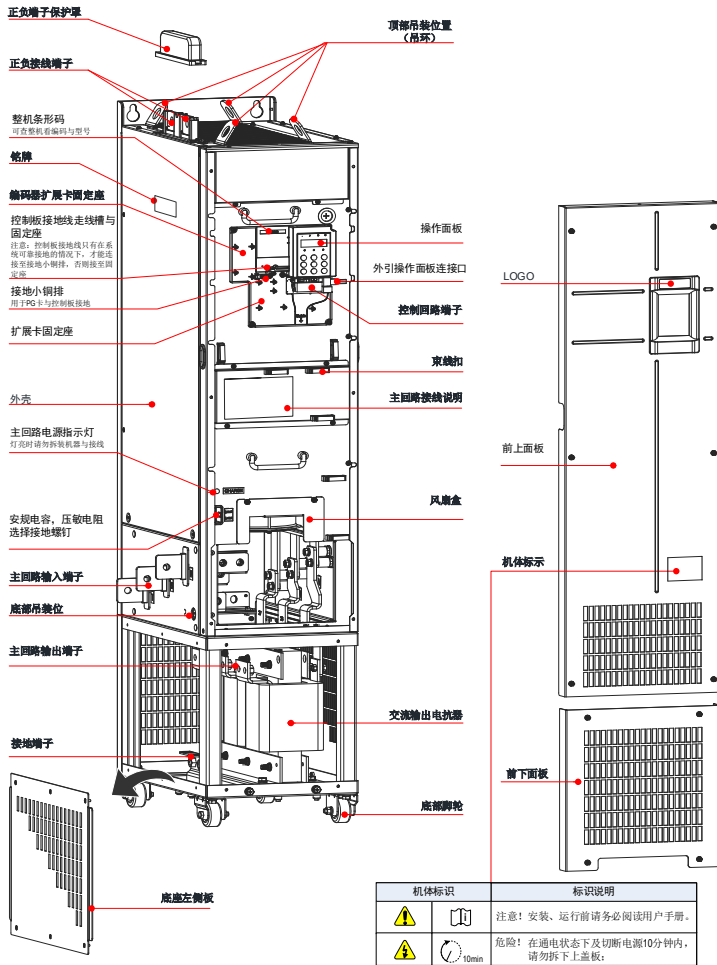 正负端子保护罩
顶部吊装位置
(吊环)
正负接线端子
整机条形码
可查整机看编码与型号
铭牌
编码器扩展卡固定座
控制板接地线走线槽与
固定座
注意：控制板接地线只有在系
统可靠接地的情况下，才能连
接至接地小铜排，否则接至固
定座
接地小铜排
用于PG卡与控制板接地
扩展卡固定座
外壳
主回路电源指示灯
灯亮时请勿拆装机器与接线
安规电容，压敏电阻
选择接地螺钉
主回路输入端子
底部吊装位
主回路输出端子
接地端子
底座左侧板
操作面板
外引操作面板连接口
控制回路端子
束线扣
主回路接线说明
CHARGE
风扇盒
交流输出电抗器
底部脚轮
LOGO
前上面板
机体标示
前下面板
机体标识 标识说明
注意！安装、运行前请务必阅读用户手册。
10min 危险！在通电状态下及切断电源10分钟内，
请勿拆下上盖板；